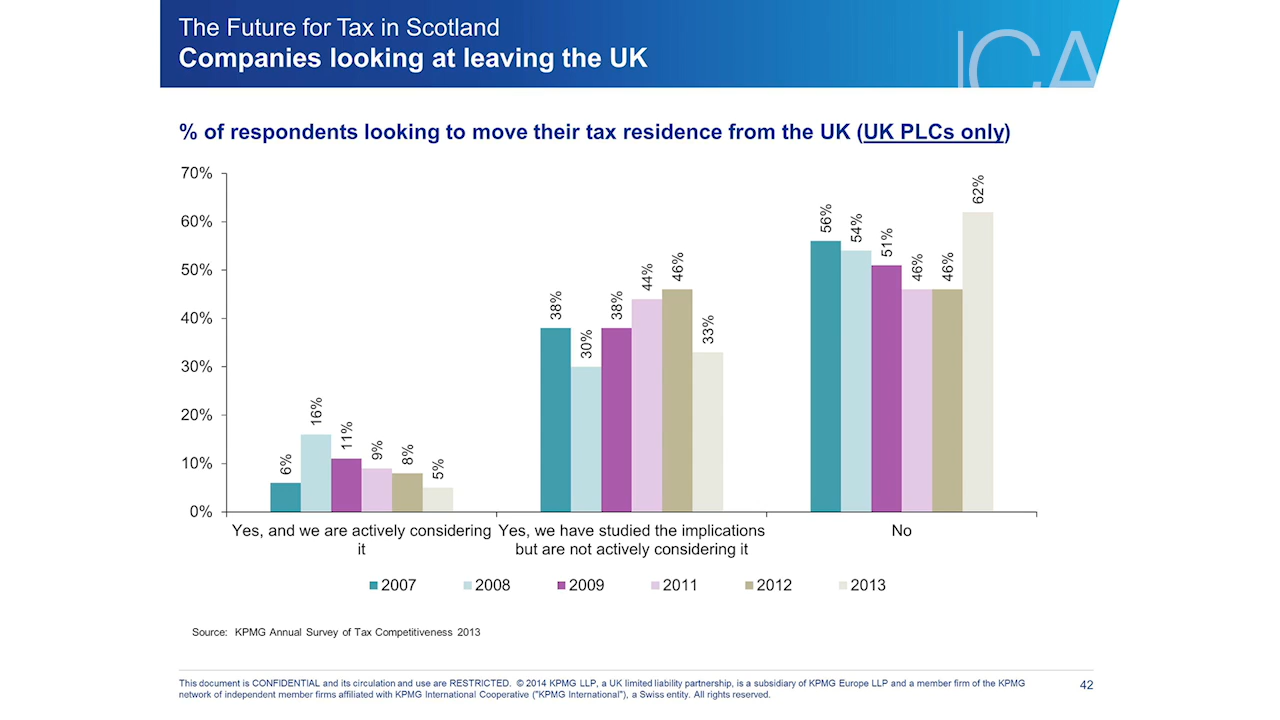 The Future for Tax in Scotland
Companies looking at leaving the UK
ICA
% of respondents looking to move their tax residence from the UK (UK PLCs only)
70%
60%
50%
40%
30%
20%
10%
0%
6%
16%
11%
9%
8%
5%
38%
30%
38%
44%
46%
33%
56%
54%
51%
46%
46%
62%
Yes, and we are actively considering
it
Yes, we have studied the implications
but are not actively considering it
No
2007
2008
2009
2011
2012
2013
Source: KPMG Annual Survey of Tax Competitiveness 2013
This document is CONFIDENTIAL and its circulation and use are RESTRICTED. © 2014 KPMG LLP, a UK limited liability partnership, is a subsidiary of KPMG Europe LLP and a member firm of the KPMG
network of independent member firms affiliated with KPMG International Cooperative ("KPMG International"), a Swiss entity. All rights reserved.
42